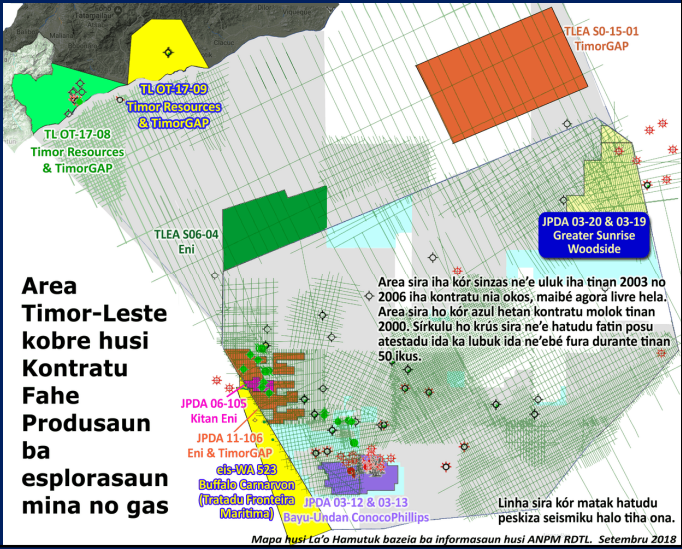 TLEA S0-15-01
TimorGAP
TL OT-17-09
Timor Resources
& TimorGAP
TL OT-17-08
Timor Resources
& TimorGAP
JPDA 03-20 & 03-19
Greater Sunrise
Woodside
TLEA S06-04
Eni
Area
Timor-Leste
kobre husi
Kontratu
Fahe
Produsaun
ba
esplorasaun
mina no gas
Area sira iha kór sinzas ne'e uluk iha tinan 2003 no
2006 iha kontratu nia okos, maibé agora livre hela.
Area sira ho kór azul hetan kontratu molok tinan
2000. Sírkulu ho krús sira ne'e hatudu fatin posu
atestadu ida ka lubuk ida ne'ebé fura durante tinan
50 ikus.
JPDA 06-105
Kitan Eni
JPDA 11-106
Eni & TimorGAP
eis-WA 523
Buffalo Carnarvon
(Tratadu Fronteira
Maritima)
JPDA 03-12 & 03-13
Bayu-Undan ConocoPhillips
Linha sira kór matak hatudu
peskiza seismiku halo tiha ona.
Mapa husi La'o Hamutuk bazeia ba informasaun husi ANPM RDTL. Setembru 2018